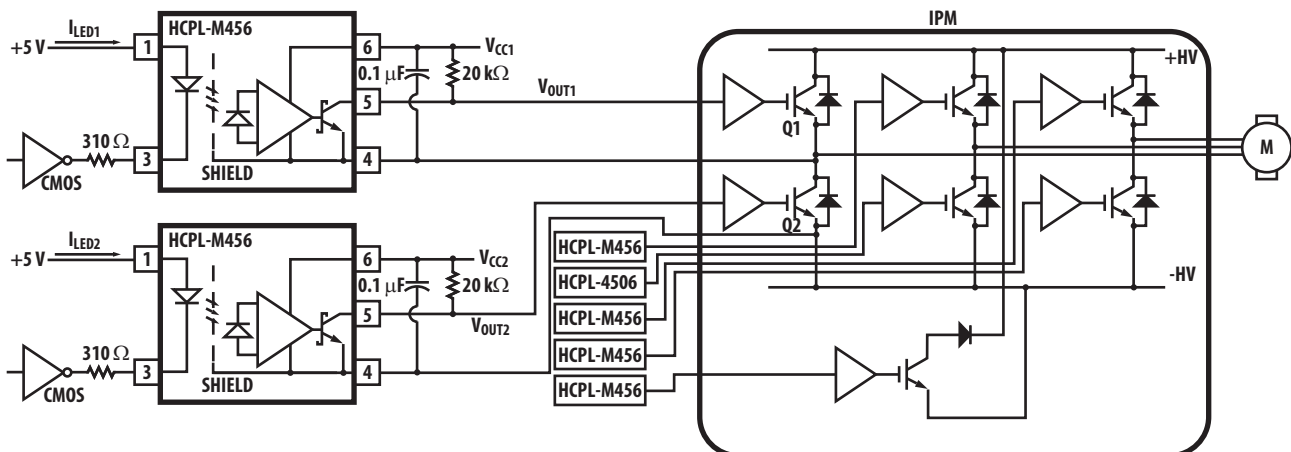 IPM
I_LED1
HCPL-M456
+5 V
1
6
V_CC1
0.1 µF
20 kΩ
5
V_OUT1
310 Ω
3
4
CMOS
SHIELD
+HV
Q1
M
Q2
I_LED2
HCPL-M456
+5 V
1
6
V_CC2
0.1 µF
20 kΩ
5
V_OUT2
310 Ω
3
4
CMOS
SHIELD
HCPL-M456
HCPL-4506
HCPL-M456
HCPL-M456
HCPL-M456
-HV